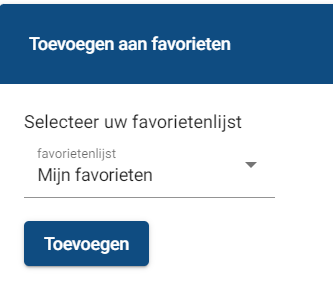 Toevoegen aan favorieten
Selecteer uw favorietenlijst
favorietenlijst
Mijn favorieten
Toevoegen